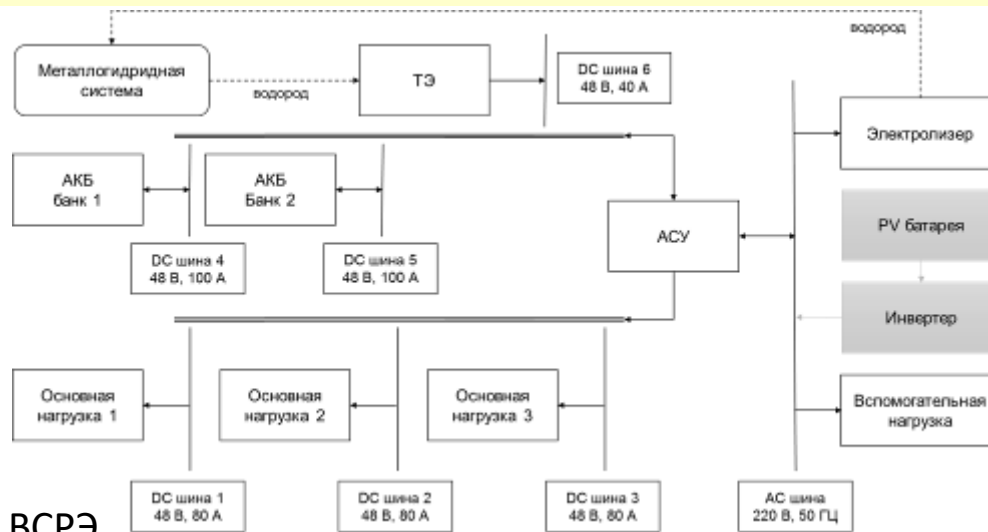 водород
водород
Металлогидридная
система
ТЭ
DC шина 6
48 В, 40 А
Электролизер
АКБ
банк 1
АКБ
Банк 2
АСУ
PV батарея
DC шина 4
48 В, 100 А
DC шина 5
48 В, 100 А
Инвертер
Основная
нагрузка 1
Основная
нагрузка 2
Основная
нагрузка 3
Вспомогательная
нагрузка
DC шина 1
48 В, 80 А
DC шина 2
48 В, 80 А
DC шина 3
48 В, 80 А
АС шина
220 В, 50 ГЦ
ВСРЭ